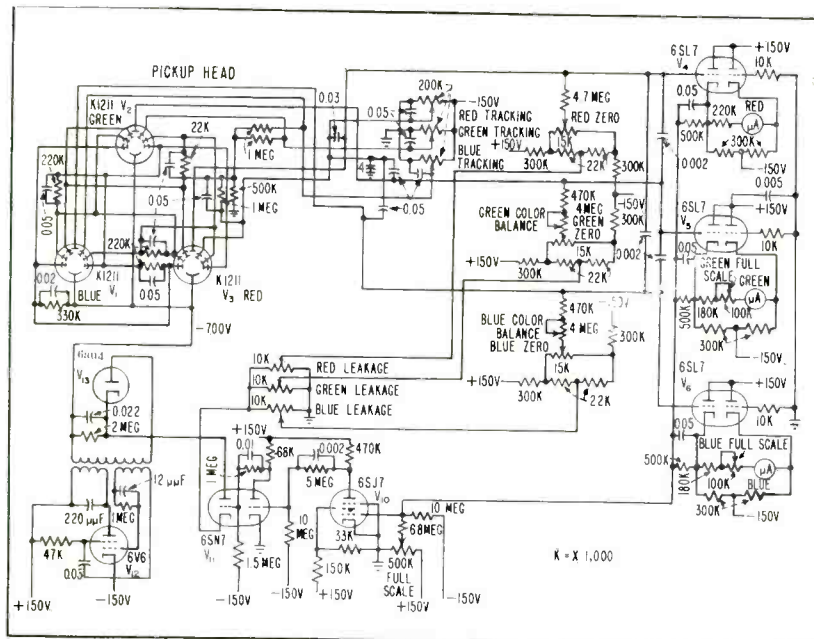 PICKUP HEAD
K1211 V2
GREEN
22K
220K
0.05
1 MEG
500K
1 MEG
0.05
220K
0.05
0.02
K1211
V1
BLUE
330K
K1211
V3 RED
-700V
0.03
0.05
200K
-150V
RED TRACKING
GREEN TRACKING
BLUE TRACKING
4
0.05
4.7 MEG
RED ZERO
15K
+150V
300K
22K
300K
-150V
300K
470K
4 MEG
GREEN COLOR
BALANCE
GREEN
ZERO
15K
+150V
300K
22K
0.002
0.002
470K
BLUE COLOR
BALANCE
4 MEG
BLUE ZERO
15K
300K
+150V
300K
22K
6SL7
V4
+150V
10K
0.05
220K
RED
µA
500K
300K
-150V
0.005
6SL7
V5
+150V
10K
0.05
GREEN FULL
SCALE
GREEN
µA
500K
180K
100K
300K
-150V
6SL7
V6
+150V
10K
0.05
BLUE FULL SCALE
500K
180K
100K
µA
BLUE
300K
-150V
10K
RED LEAKAGE
10K
GREEN LEAKAGE
10K
BLUE LEAKAGE
V13
0.022
2 MEG
12 µµF
220
µµF
1MEG
47K
6V6
V12
0.05
+150V
-150V
+150V
0.01
68K
0.002
470K
MEG
5 MEG
6SJ7
V10
6SN7
V11
10
MEG
1.5 MEG
-150V
-150V
33K
150K
+150V
10 MEG
6.8 MEG
500K
FULL
SCALE
+150V
-150V
K = X 1,000